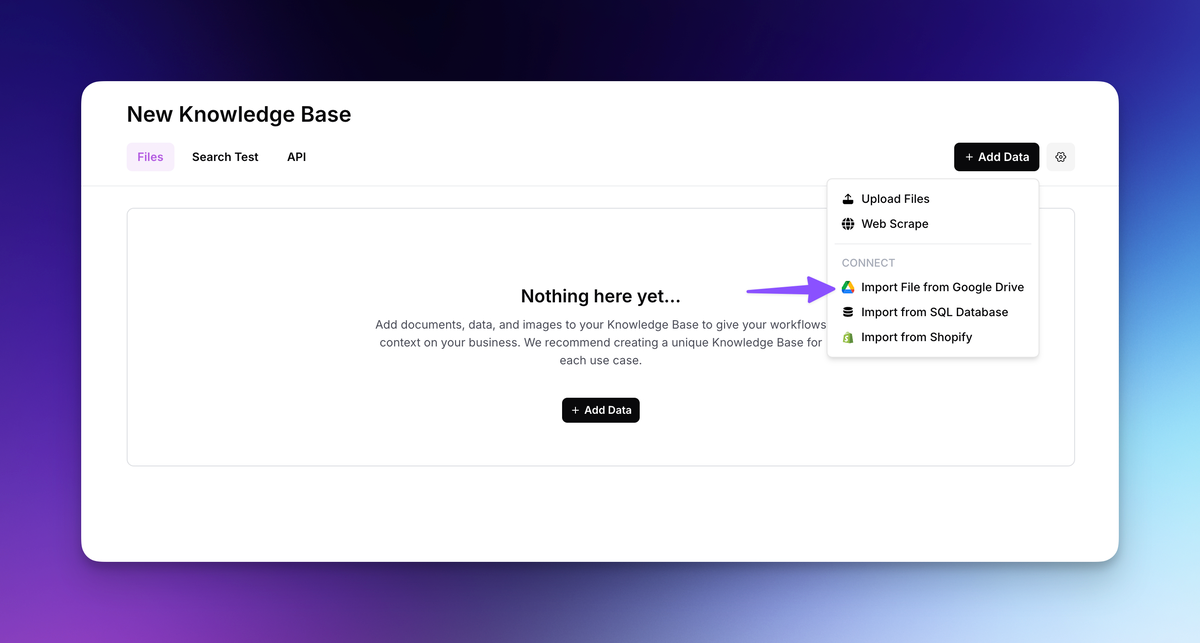 New Knowledge Base
Files
Search Test
API
+ Add Data
Upload Files
Web Scrape
CONNECT
Import File from Google Drive
Import from SQL Database
Import from Shopify
Nothing here yet...
Add documents, data, and images to your Knowledge Base to give your workflows
context on your business. We recommend creating a unique Knowledge Base for
each use case.
+ Add Data